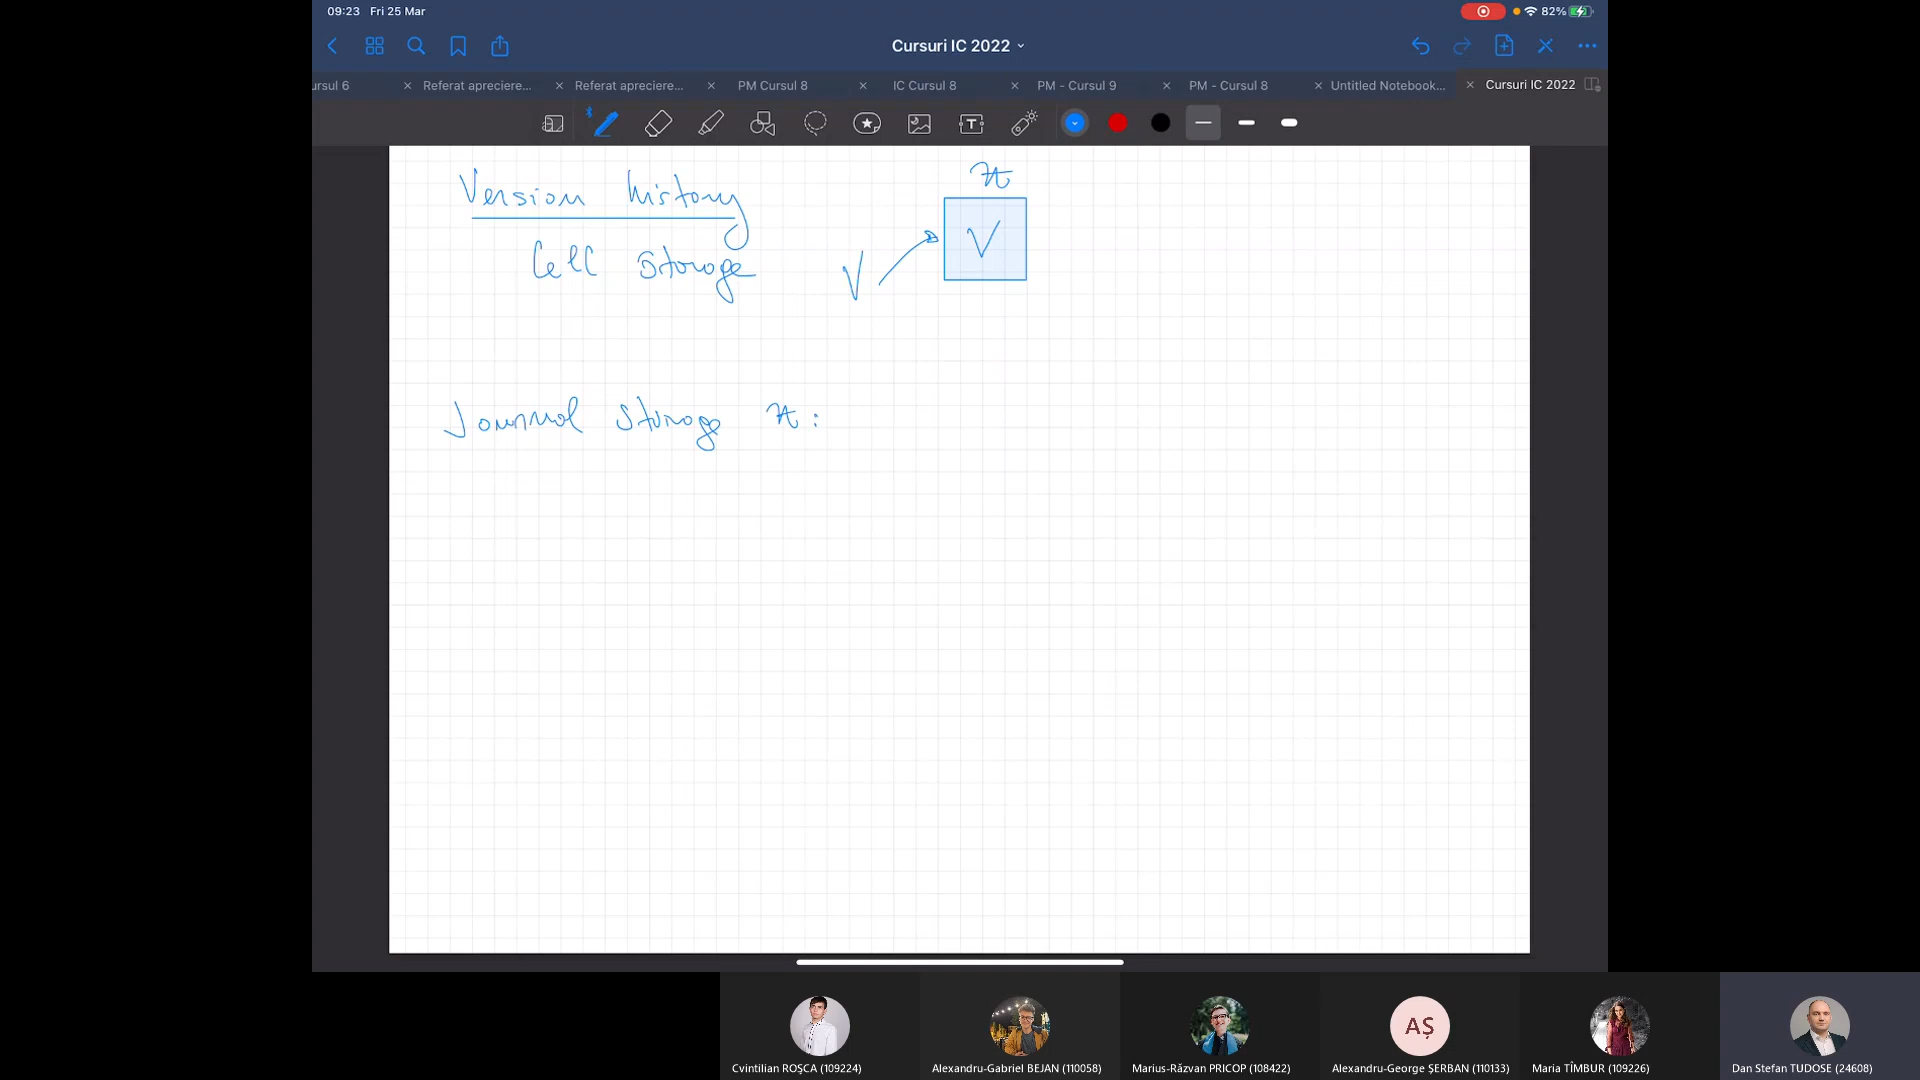 09:23 Fri 25 Mar
82%
Cursuri IC 2022
ursul 6
Referat apreciere...
Referat apreciere...
PM Cursul 8
IC Cursul 8
PM - Cursul 9
PM - Cursul 8
Untitled Notebook...
Cursuri IC 2022
T
Version history
V
Cell Storage
V
Journal Storage
AȘ
Cvintilian ROȘCA (109224)
Alexandru-Gabriel BEJAN (110058)
Marius-Răzvan PRICOP (108422)
Alexandru-George ȘERBAN (110133)
Maria TÎMBUR (109226)
Dan Stefan TUDOSE (24608)